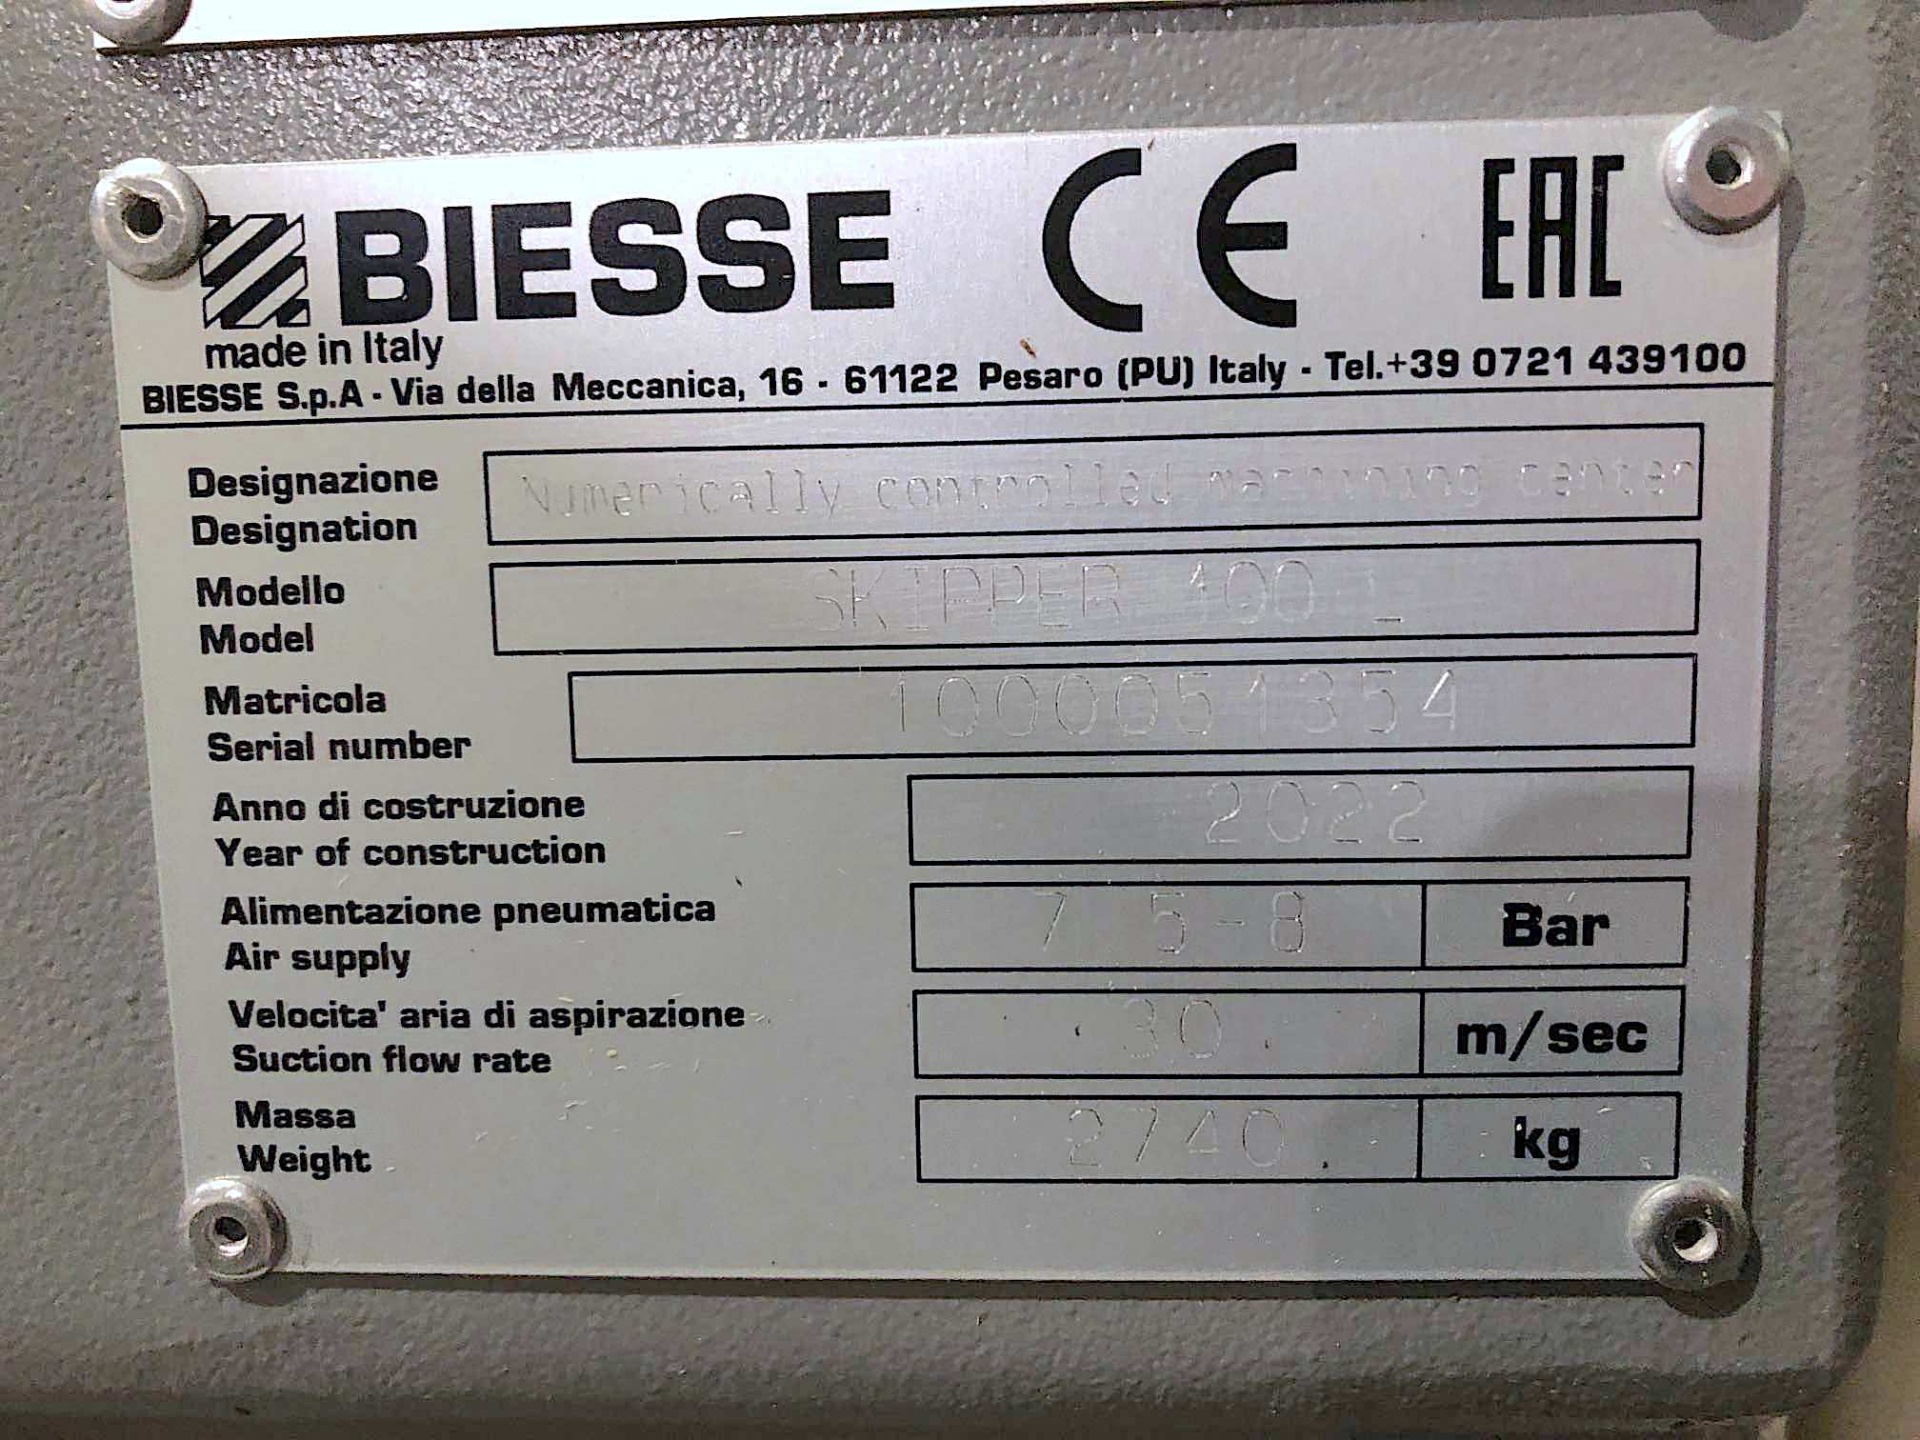 BIESSE CE EAC
made in Italy
BIESSE S.p.A - Via della Meccanica, 16 - 61122 Pesaro (PU) Italy - Tel.+39 0721 439100
Designazione
Designation
Numerically controlled machining center
Modello
Model
SKIPPER 100
Matricola
Serial number
1000051354
Anno di costruzione
Year of construction
2022
Alimentazione pneumatica
Air supply
7 5-8 Bar
Velocita' aria di aspirazione
Suction flow rate
30 m/sec
Massa
Weight
2740 kg